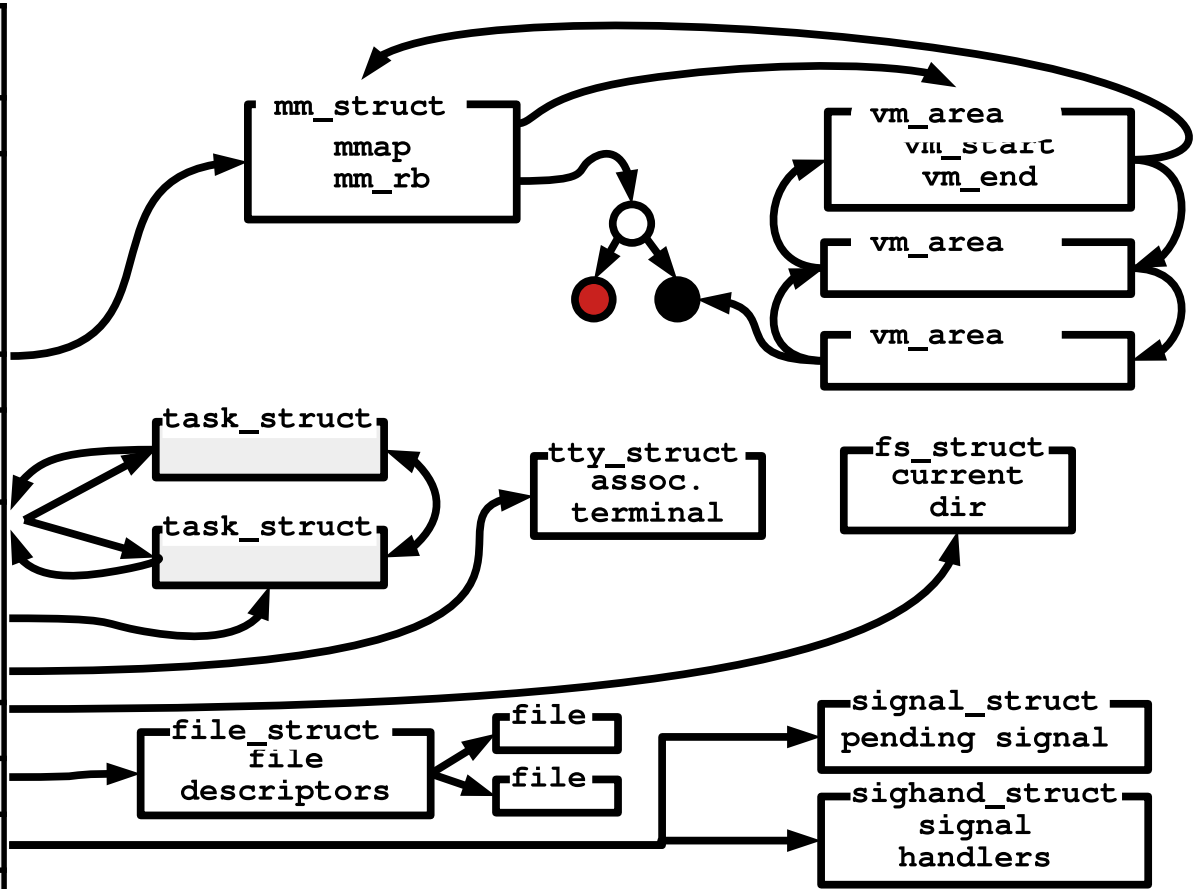 mm_struct
mmap
mm_rb
vm_area
vm_start
vm_end
vm_area
vm_area
task_struct
task_struct
tty_struct
assoc.
terminal
fs_struct
current
dir
file_struct
file
descriptors
file
file
signal_struct
pending signal
sighand_struct
signal
handlers